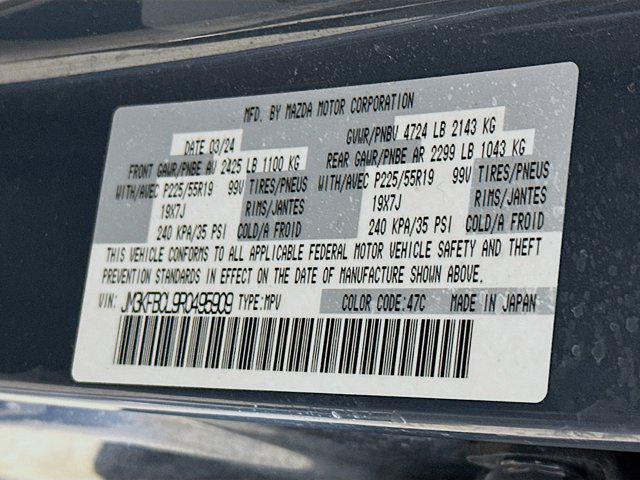 MFD. BY MAZDA MOTOR CORPORATION
DATE 03/24 GVWR/PNBV 4724 LB 2143 KG
FRONT GAWR/PNBE AV 2425 LB 1100 KG REAR GAWR/PNBE AR 2299 LB 1043 KG
WITH/AVEC P225/55R19 99V TIRES/PNEUS WITH/AVEC P225/55R19 99V TIRES/PNEUS
19X7J RIMS/JANTES 19X7J RIMS/JANTES
240 KPA/35 PSI COLD/A FROID 240 KPA/35 PSI COLD/A FROID
THIS VEHICLE CONFORMS TO ALL APPLICABLE FEDERAL MOTOR VEHICLE SAFETY AND THEFT
PREVENTION STANDARDS IN EFFECT ON THE DATE OF MANUFACTURE SHOWN ABOVE.
VIN: JM3KFBCL9R0495909 TYPE:MPV COLOR CODE:47C MADE IN JAPAN